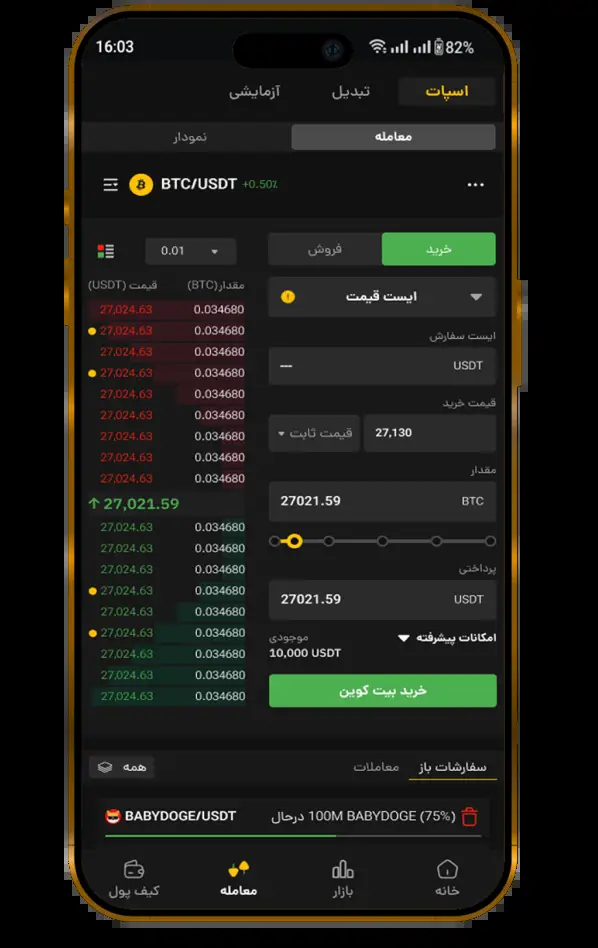 16:03
82%
اسپات
تبدیل
آزمایشی
معامله
نمودار
BTC/USDT +0.50%
خرید
فروش
0.01
ایست قیمت
ایست سفارش
--- USDT
قیمت خرید
27,130
قیمت ثابت
مقدار
27021.59 BTC
پرداختی
27021.59 USDT
امکانات پیشرفته
موجودی
10,000 USDT
خرید بیت کوین
مقدار(BTC) قیمت (USDT)
27,024.63 0.034680
27,024.63 0.034680
27,024.63 0.034680
27,024.63 0.034680
27,024.63 0.034680
27,024.63 0.034680
27,024.63 0.034680
27,024.63 0.034680
27,024.63 0.034680
↑ 27,021.59
27,024.63 0.034680
27,024.63 0.034680
27,024.63 0.034680
27,024.63 0.034680
27,024.63 0.034680
27,024.63 0.034680
27,024.63 0.034680
27,024.63 0.034680
27,024.63 0.034680
سفارشات باز
معاملات
همه
BABYDOGE/USDT
100M BABYDOGE (75%) درحال
خانه
بازار
معامله
کیف پول